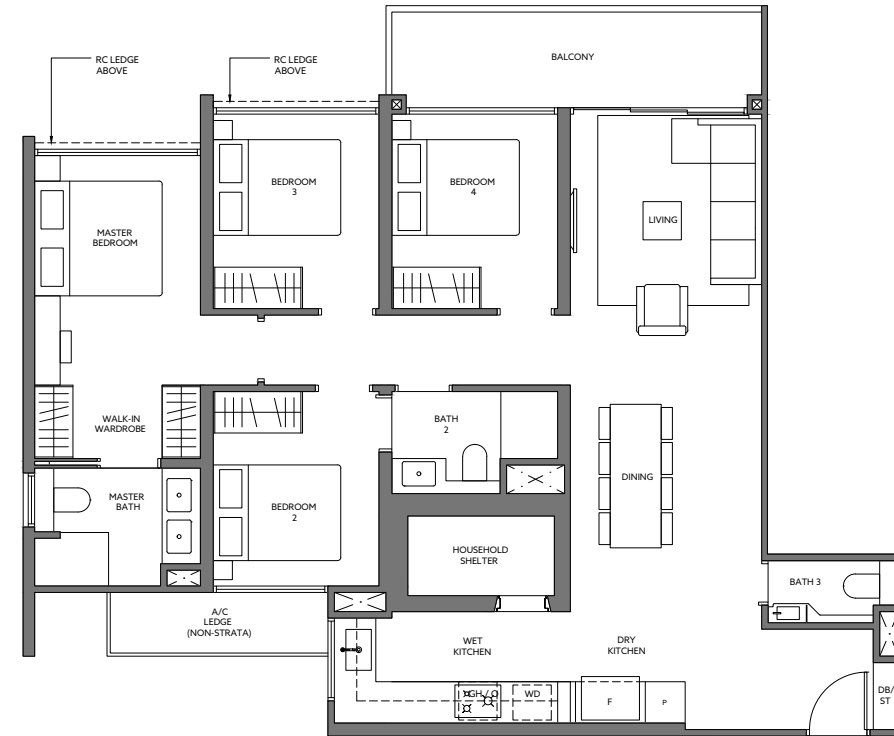 BALCONY
RC LEDGE
ABOVE
RC LEDGE
ABOVE
BEDROOM
3
BEDROOM
4
LIVING
MASTER
BEDROOM
WALK-IN
WARDROBE
BATH
2
DINING
MASTER
BATH
BEDROOM
2
HOUSEHOLD
SHELTER
BATH 3
A/C
LEDGE
(NON-STRATA)
WET
KITCHEN
DRY
KITCHEN
WD
F
P
DB/
ST